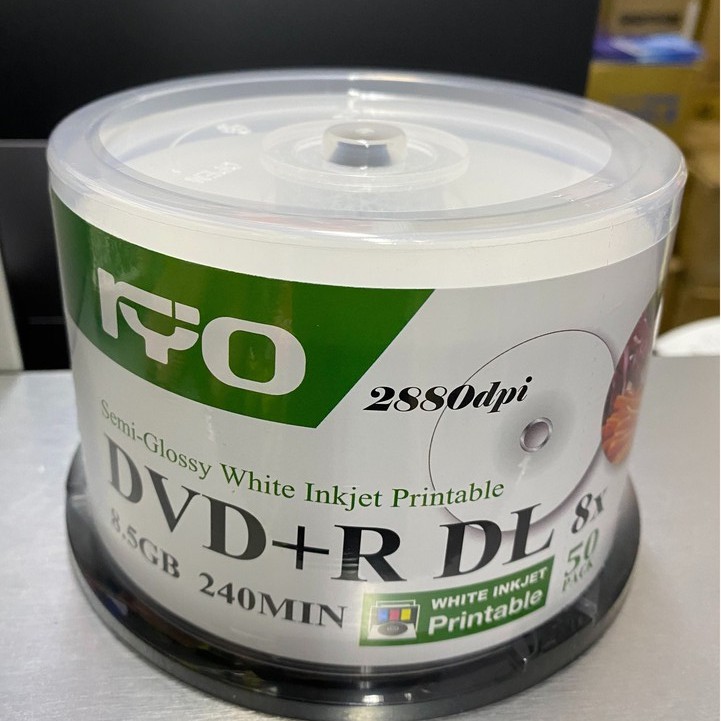 RYO
2880dpi
Semi-Glossy White Inkjet Printable
DVD+R DL 8x
8.5GB 240MIN
50
PACK
WHITE INKJET
Printable